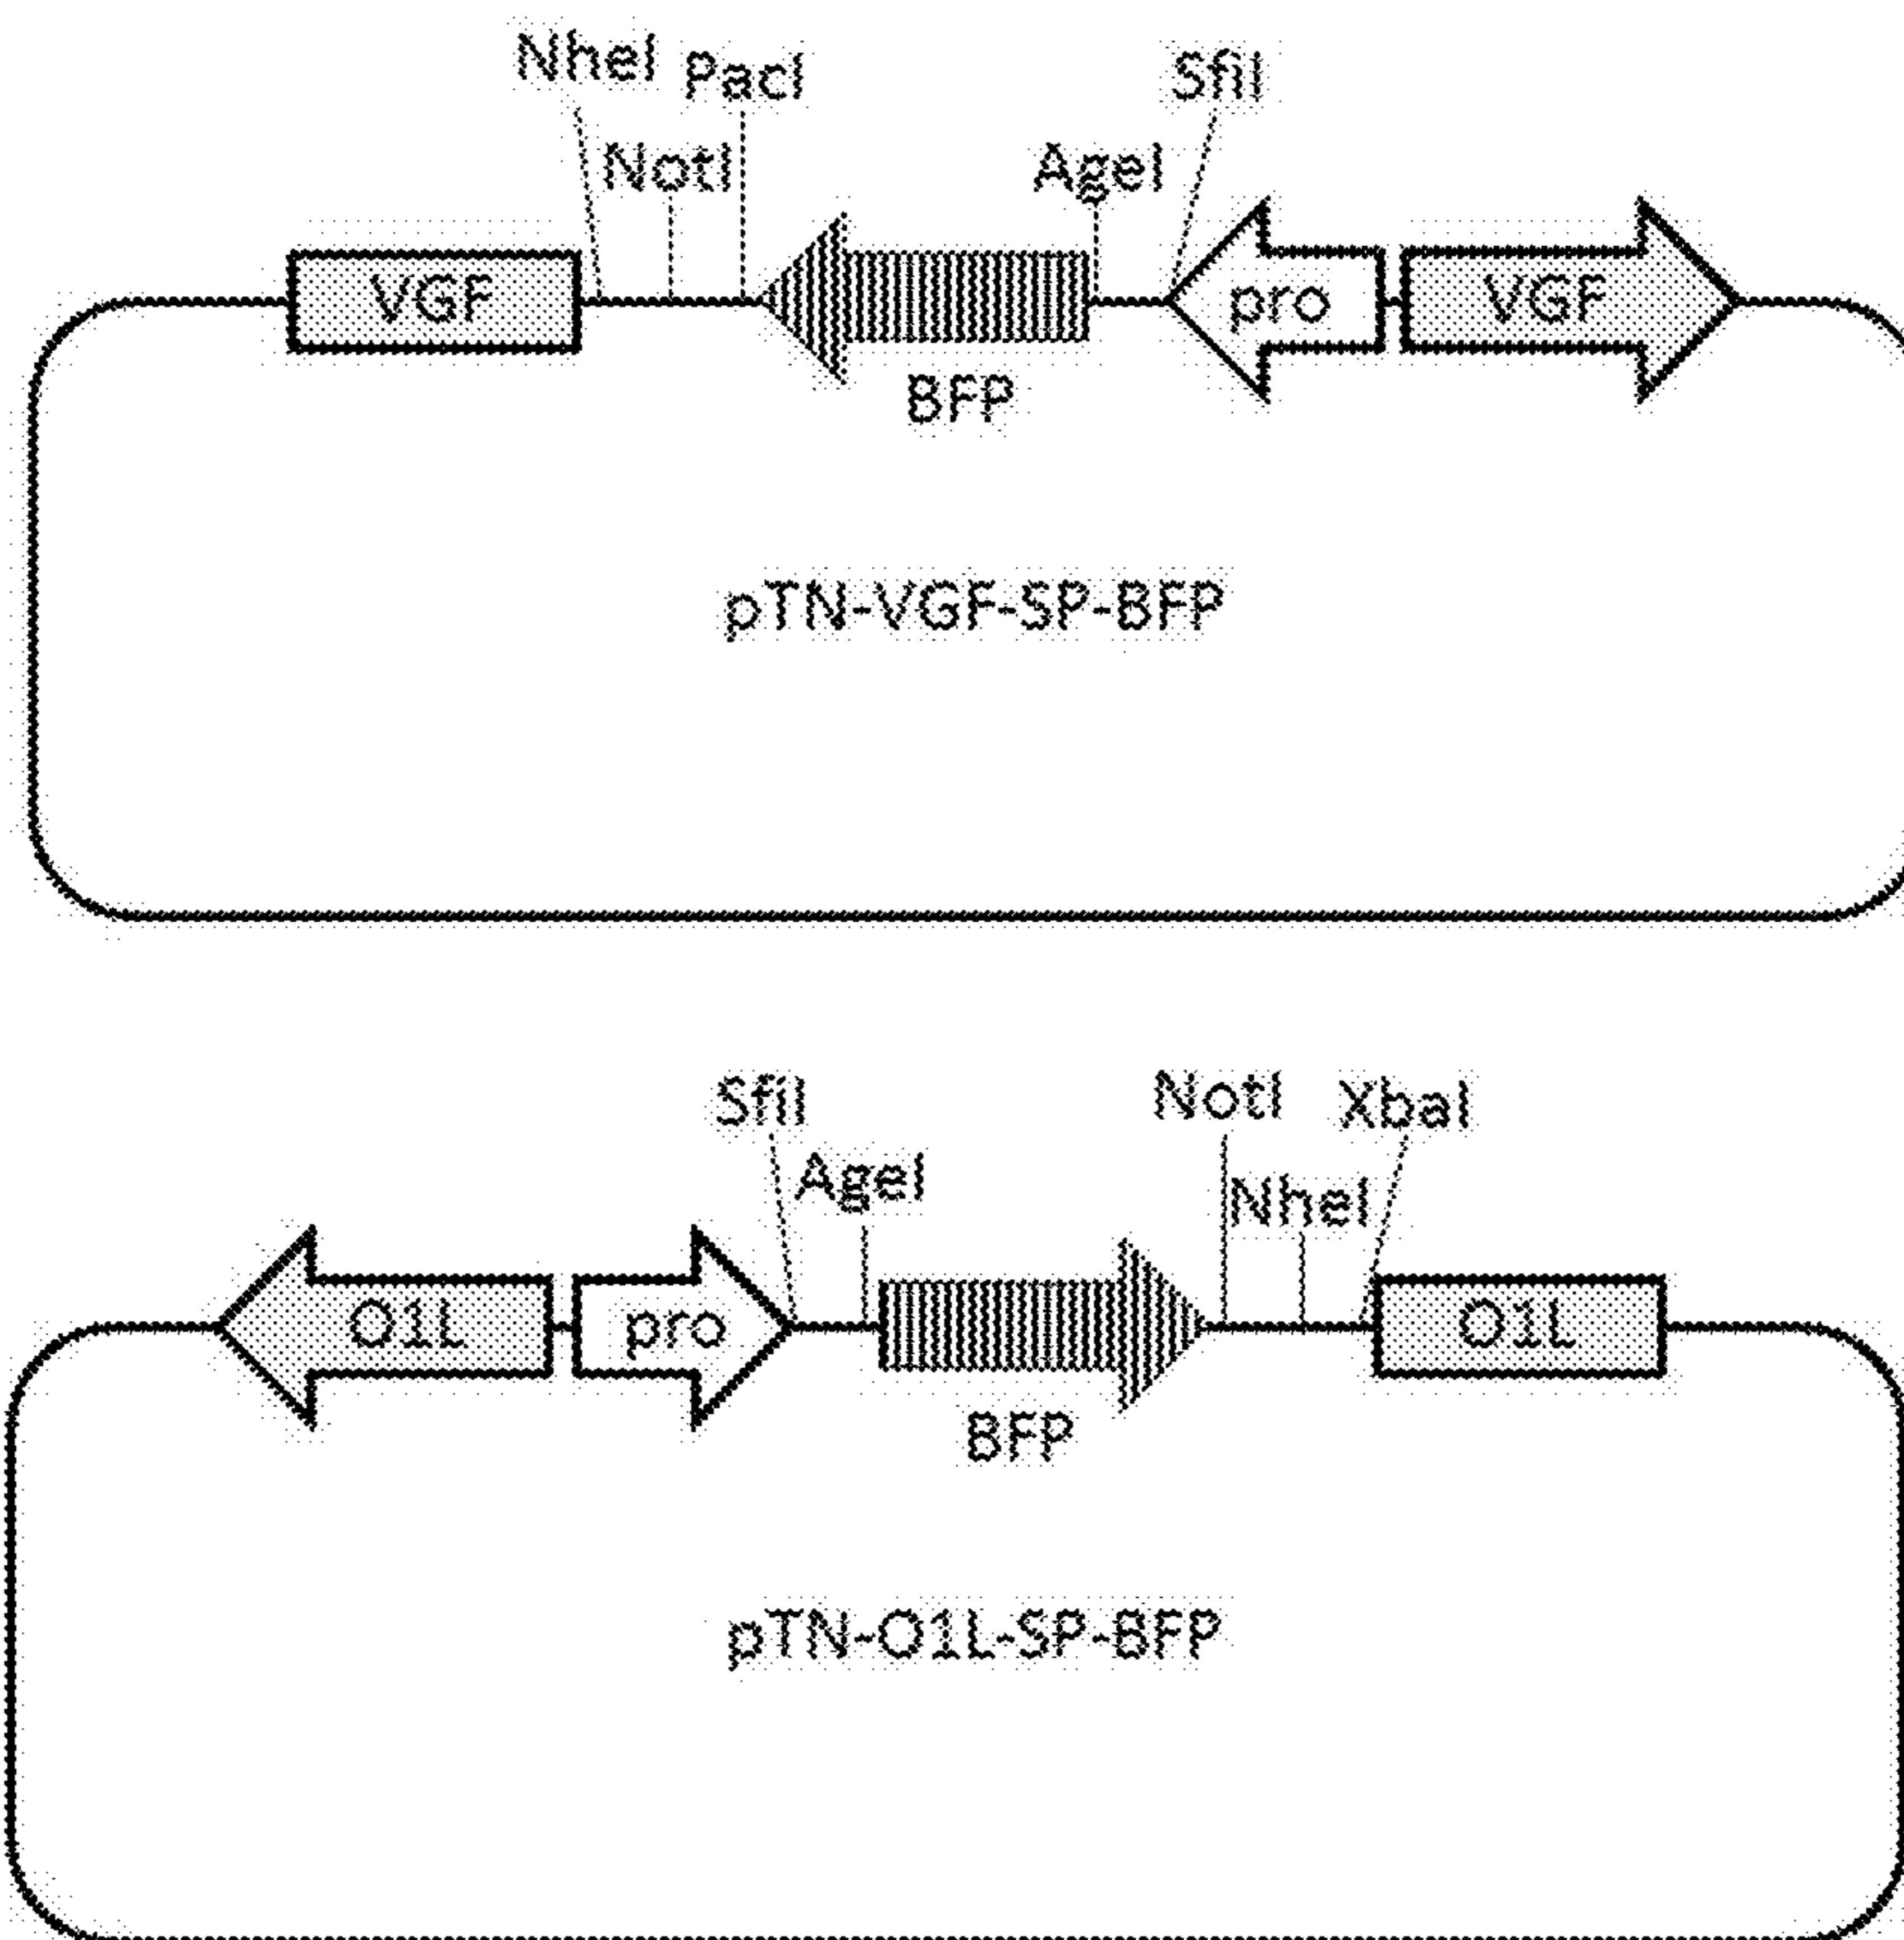 NheI PacI SfiI
NotI AgeI
VGF pro VGF
BFP
pTN-VGF-SP-BFP
SfiI NotI XbaI
AgeI NheI
O1L pro O1L
BFP
pTN-O1L-SP-BFP